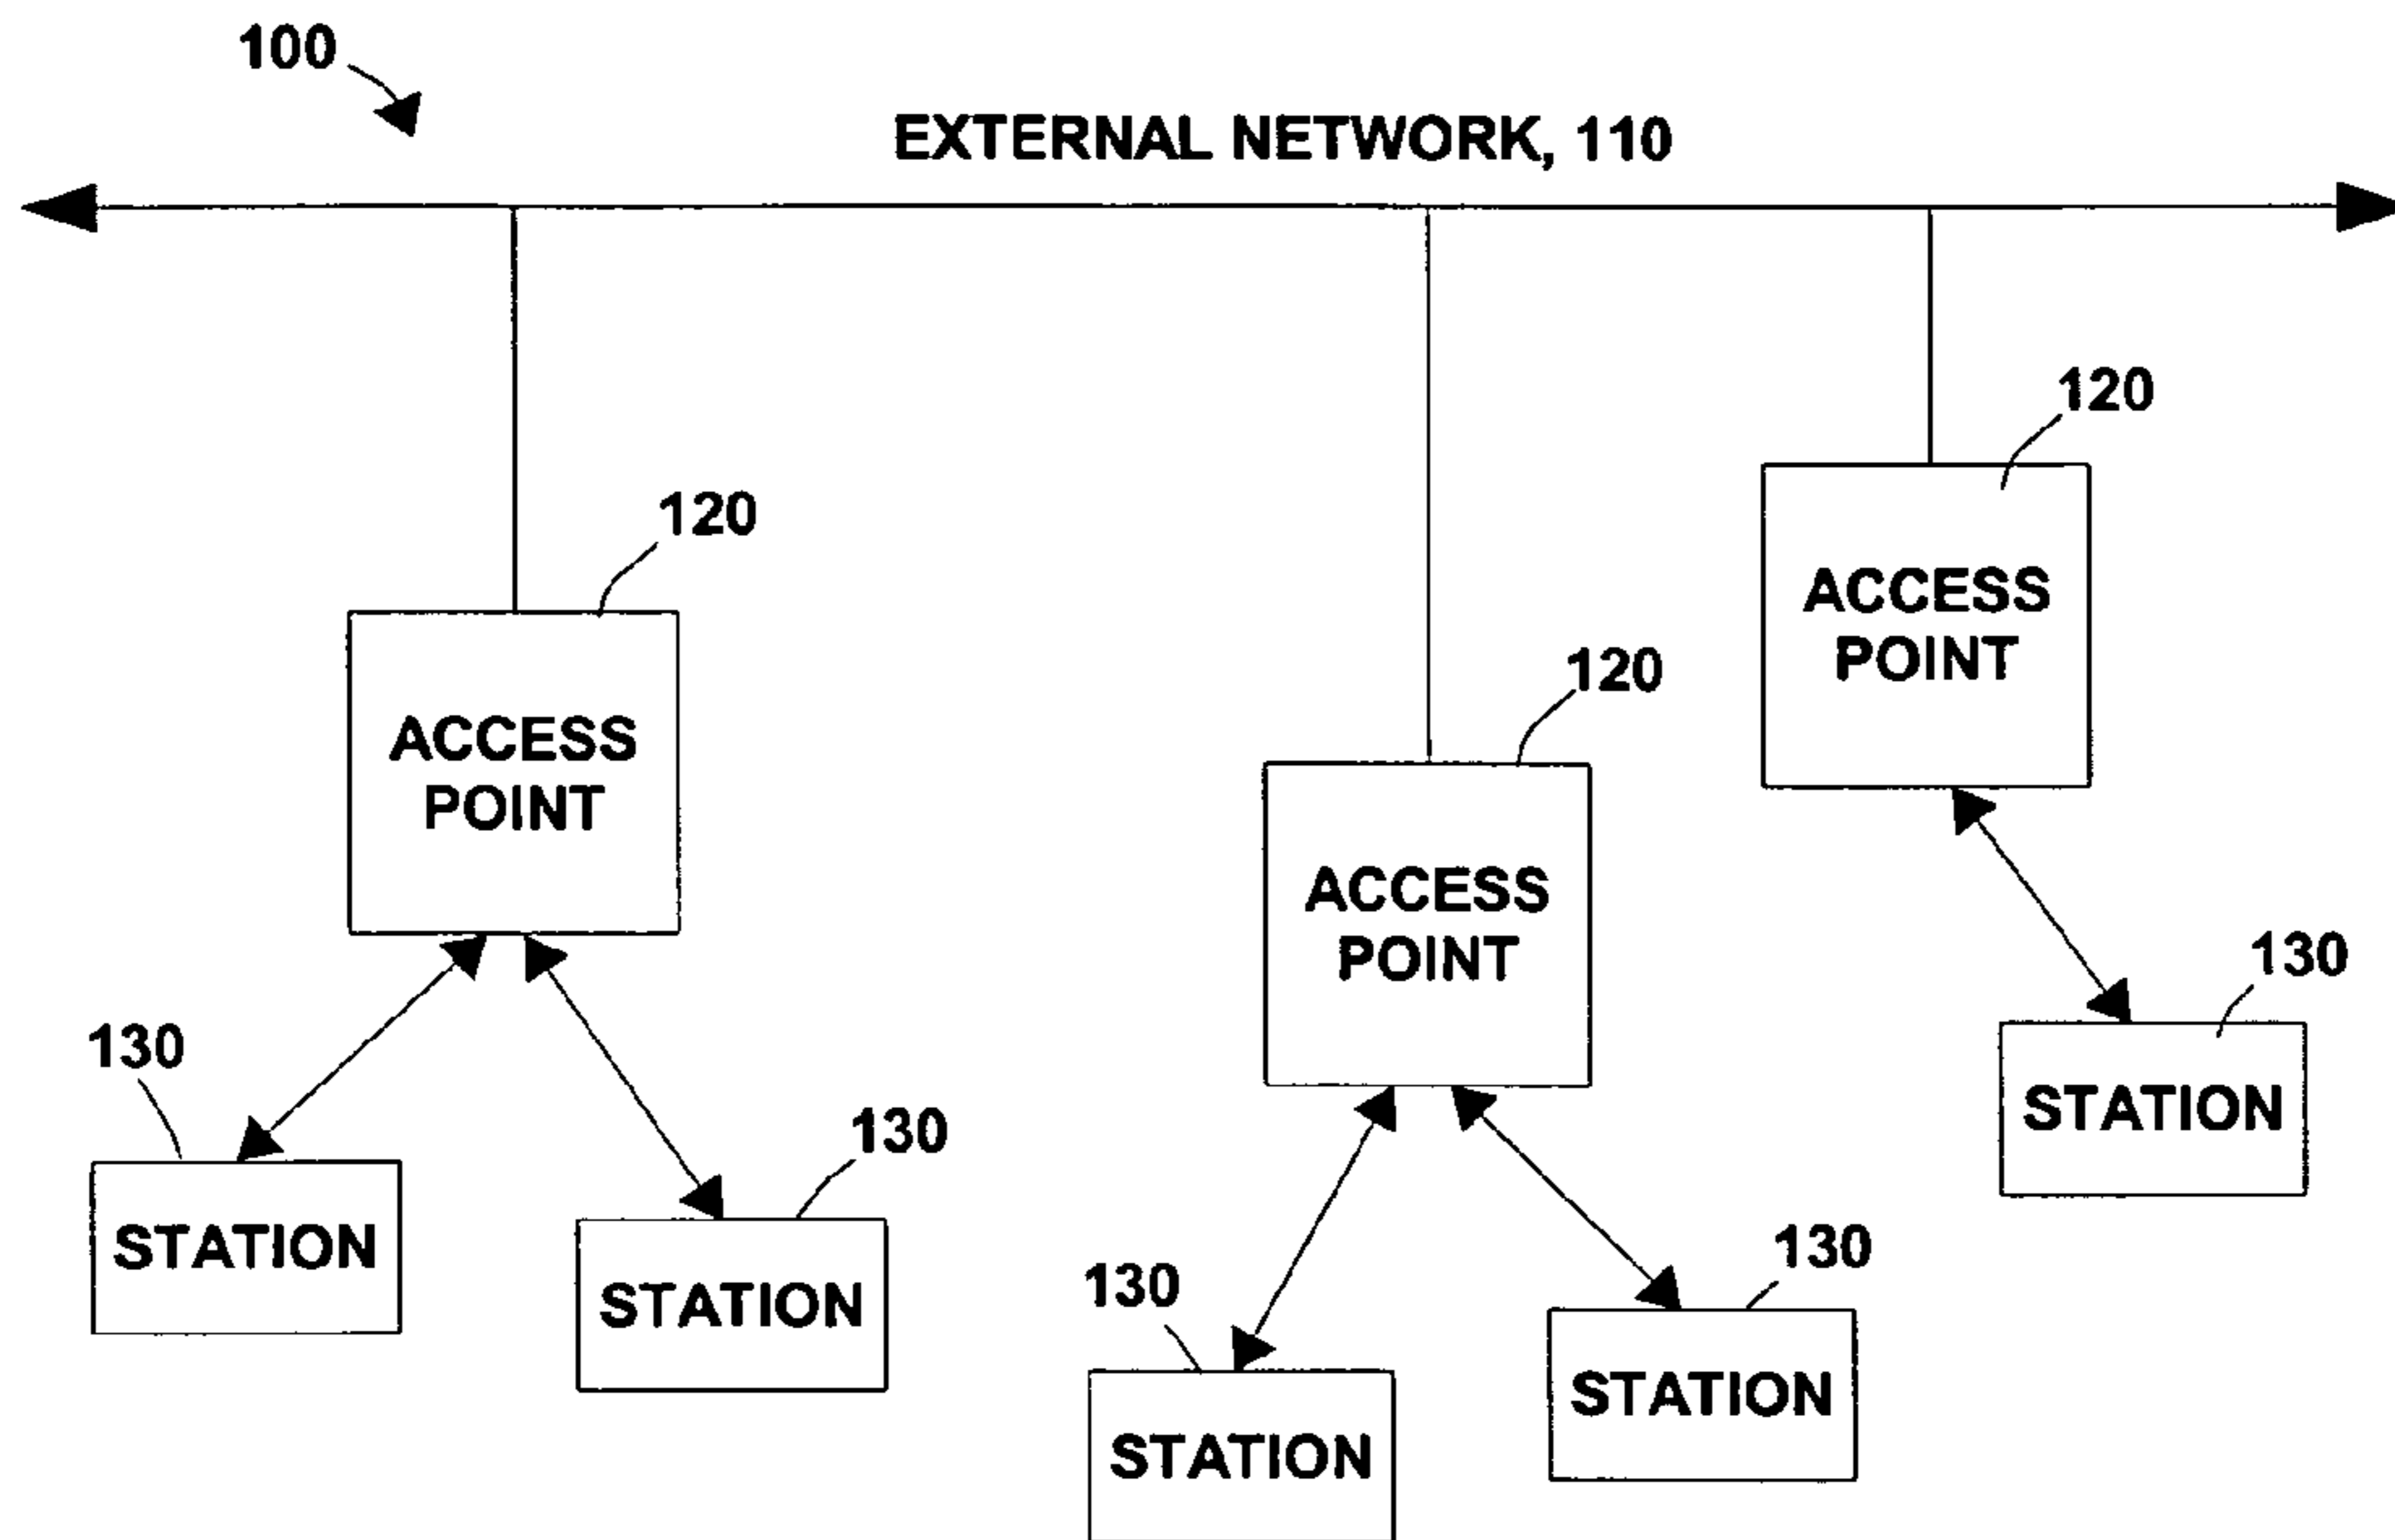 100
EXTERNAL NETWORK, 110
120
ACCESS
POINT
120
ACCESS
POINT
120
ACCESS
POINT
130
STATION
130
STATION
130
STATION
130
STATION
130
STATION